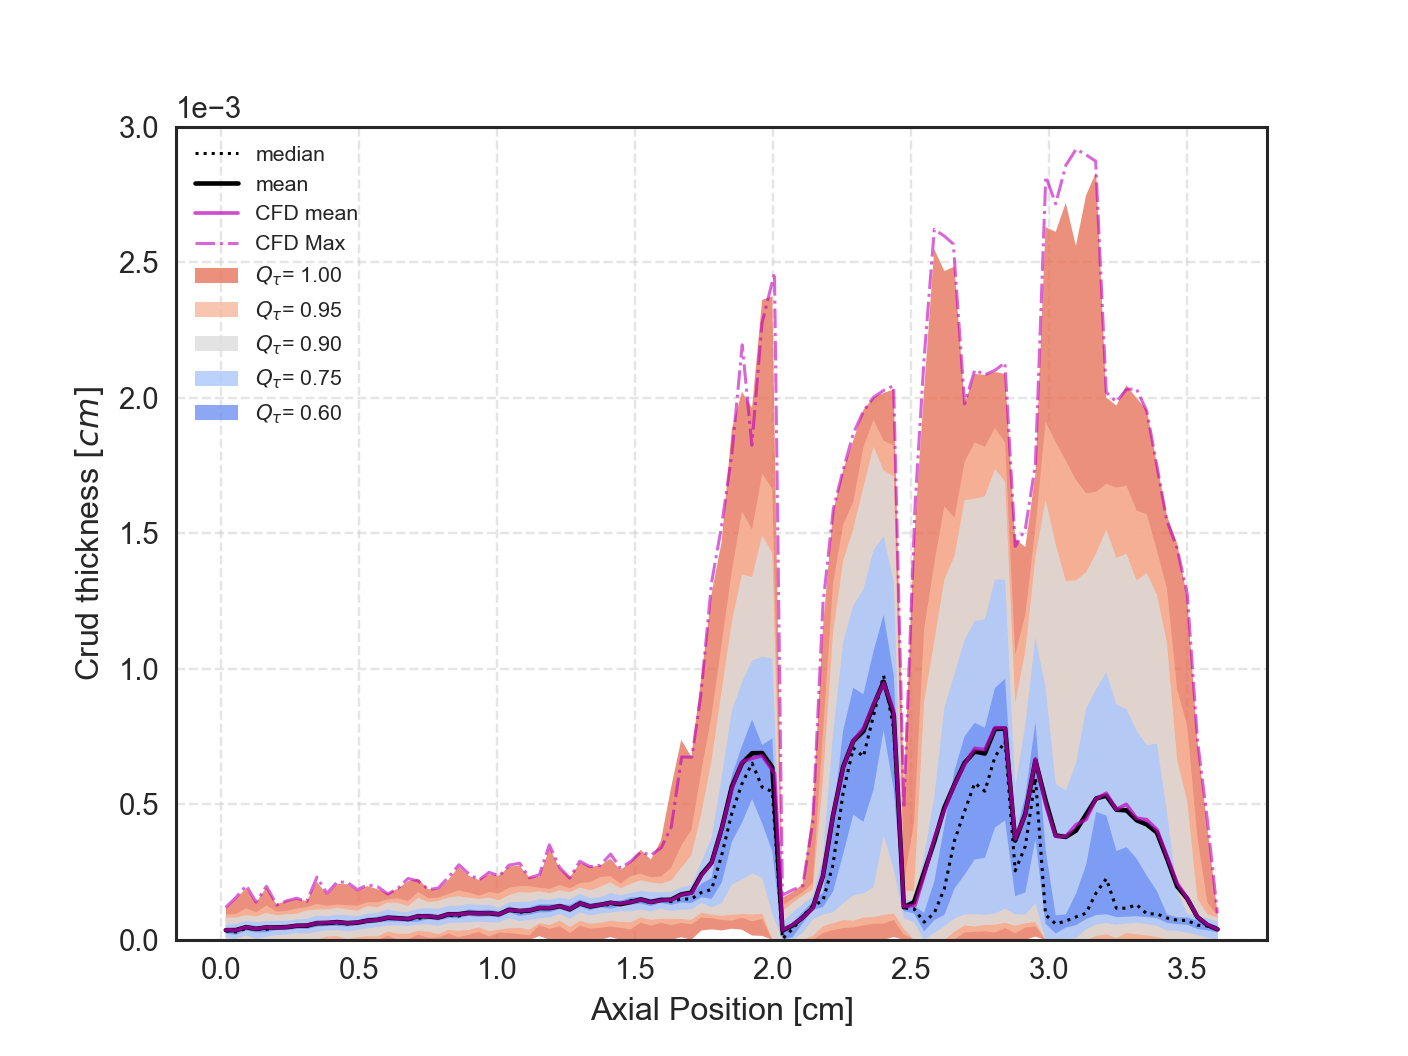 1e−3
3.0
2.5
2.0
1.5
1.0
0.5
0.0
Crud thickness [cm]
median
mean
CFD mean
CFD Max
Qτ= 1.00
Qτ= 0.95
Qτ= 0.90
Qτ= 0.75
Qτ= 0.60
0.0 0.5 1.0 1.5 2.0 2.5 3.0 3.5
Axial Position [cm]